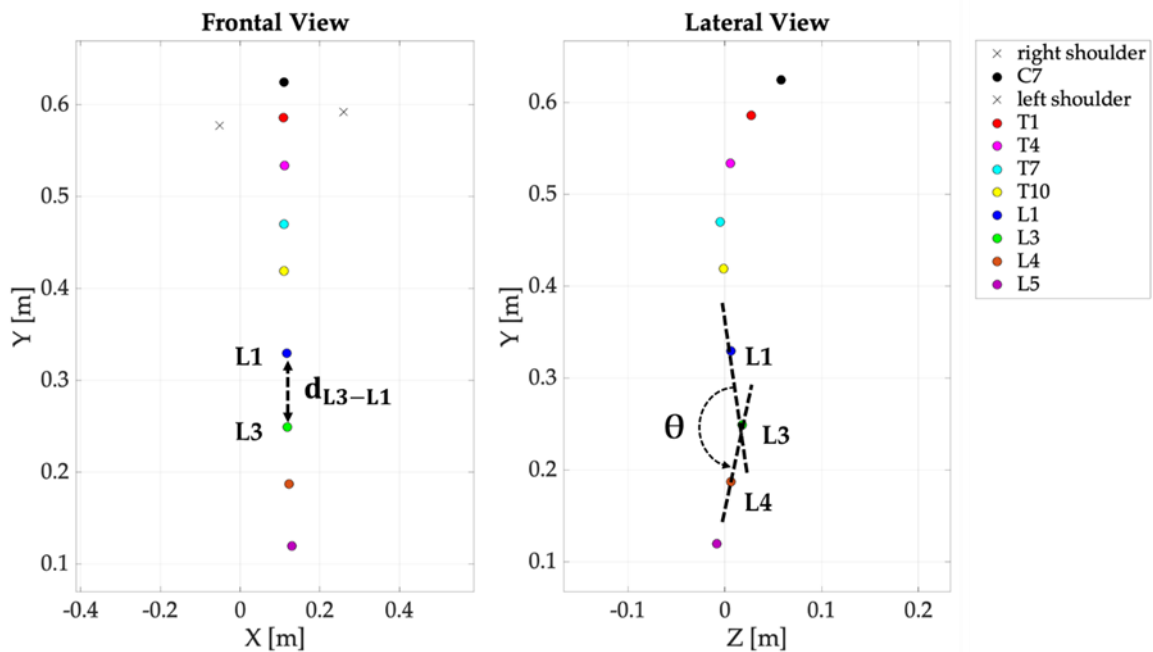 Frontal View
0.6
0.5
0.4
0.3
0.2
0.1
-0.4
-0.2
0
0.2
0.4
X [m]
Y [m]
L1
d_{L3−L1}
L3
Lateral View
0.6
0.5
0.4
0.3
0.2
0.1
-0.1
0
0.1
0.2
Z [m]
Y [m]
L1
θ
L3
L4
right shoulder
C7
left shoulder
T1
T4
T7
T10
L1
L3
L4
L5